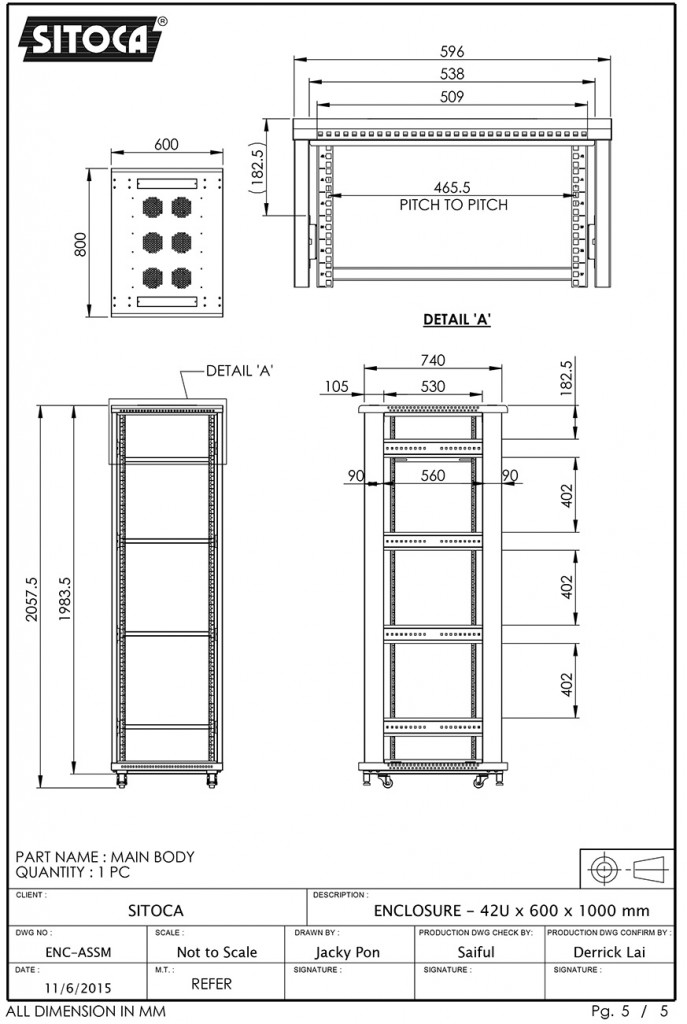 SITOCA®
596
538
509
600
(182.5)
465.5
PITCH TO PITCH
800
DETAIL 'A'
DETAIL 'A'
740
105
530
182.5
90
560
90
402
402
402
2057.5
1983.5
PART NAME : MAIN BODY
QUANTITY : 1 PC
CLIENT :
SITOCA
DESCRIPTION :
ENCLOSURE – 42U x 600 x 1000 mm
DWG NO :
ENC-ASSM
SCALE :
Not to Scale
DRAWN BY :
Jacky Pon
PRODUCTION DWG CHECK BY:
Saiful
PRODUCTION DWG CONFIRM BY :
Derrick Lai
DATE :
11/6/2015
M.T. :
REFER
SIGNATURE :
SIGNATURE :
SIGNATURE :
ALL DIMENSION IN MM
Pg. 5 / 5